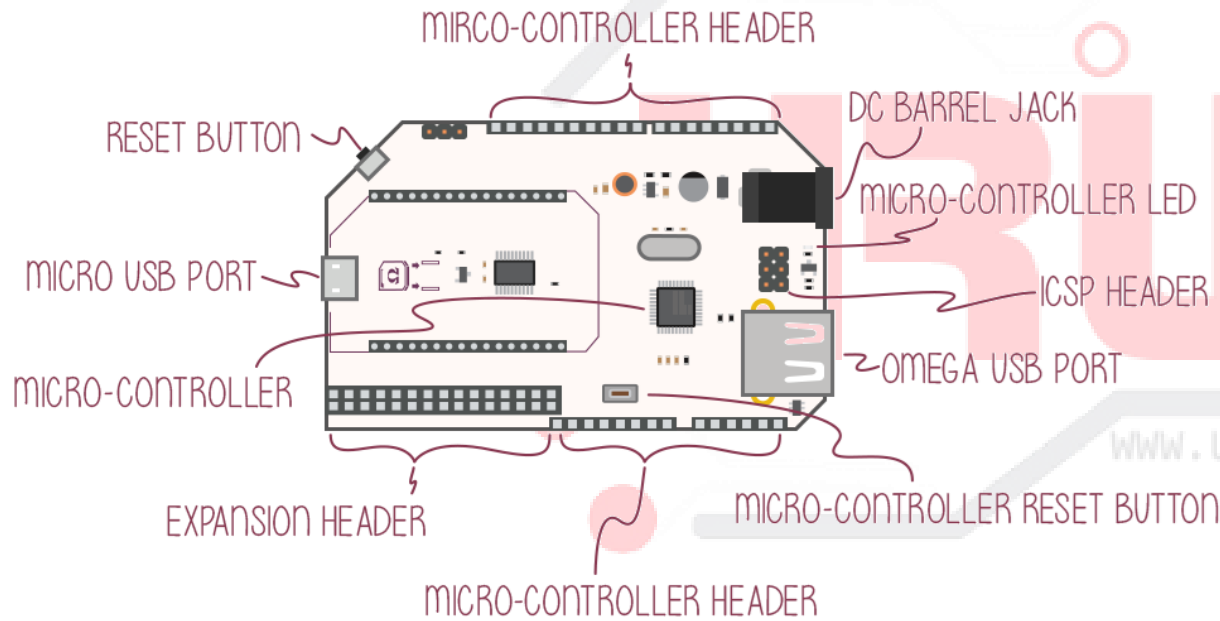 MIRCO-CONTROLLER HEADER
DC BARREL JACK
RESET BUTTON
MICRO-CONTROLLER LED
MICRO USB PORT
ICSP HEADER
OMEGA USB PORT
MICRO-CONTROLLER
www.u
MICRO-CONTROLLER RESET BUTTON
EXPANSION HEADER
MICRO-CONTROLLER HEADER